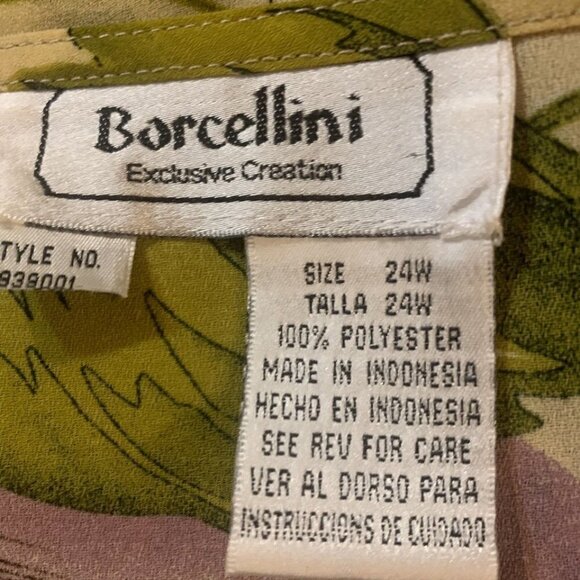 Borcellini
Exclusive Creation
TYLE NO.
939001
SIZE 24W
TALLA 24W
100% POLYESTER
MADE IN INDONESIA
HECHO EN INDONESIA
SEE REV FOR CARE
VER AL DORSO PARA
INSTRUCCIONS DE CUIDADO